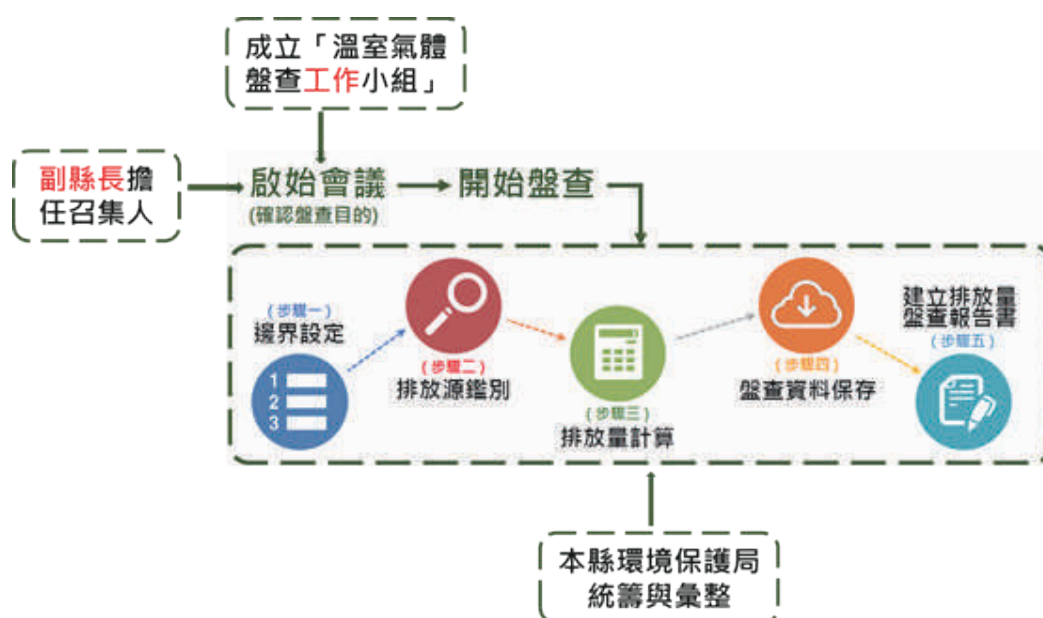 成立「溫室氣體
盤查工作小組」
副縣長擔
任召集人
啟始會議
(確認盤查目的)
開始盤查
(步驟一)
邊界設定
1
2
3
(步驟二)
排放源鑑別
(步驟三)
排放量計算
(步驟四)
盤查資料保存
建立排放量
盤查報告書
(步驟五)
本縣環境保護局
統籌與彙整